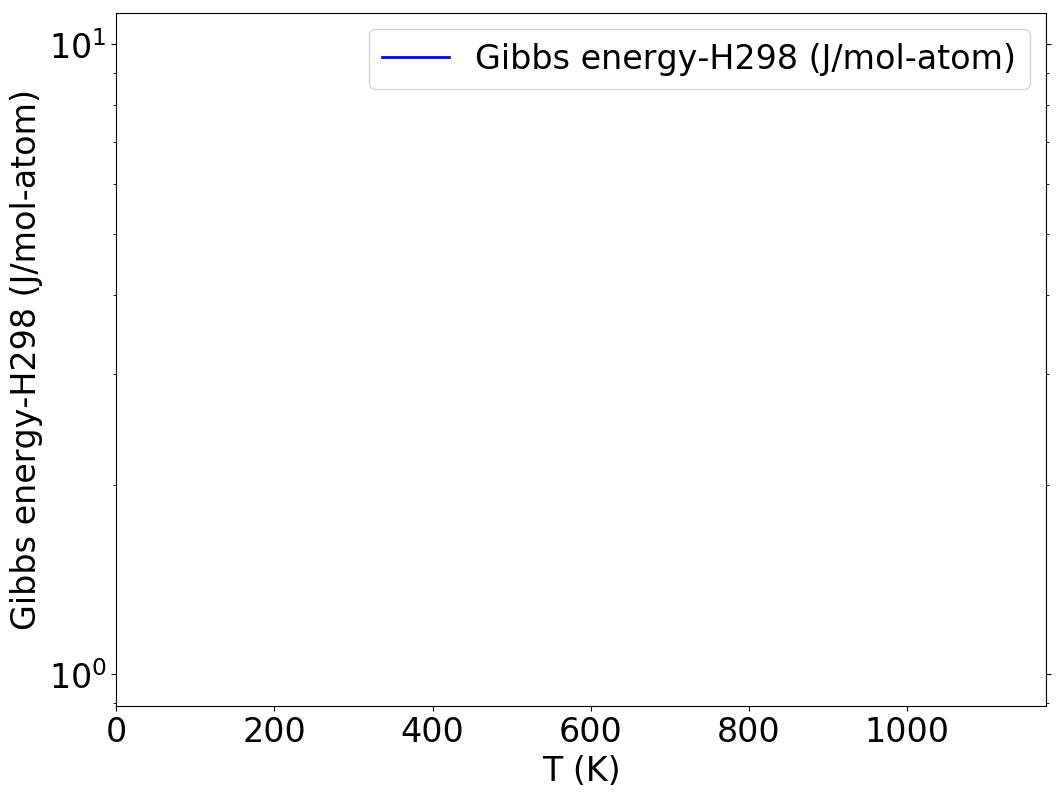 Gibbs energy-H298 (J/mol-atom)
Gibbs energy-H298 (J/mol-atom)
10¹
10⁰
0 200 400 600 800 1000
T (K)